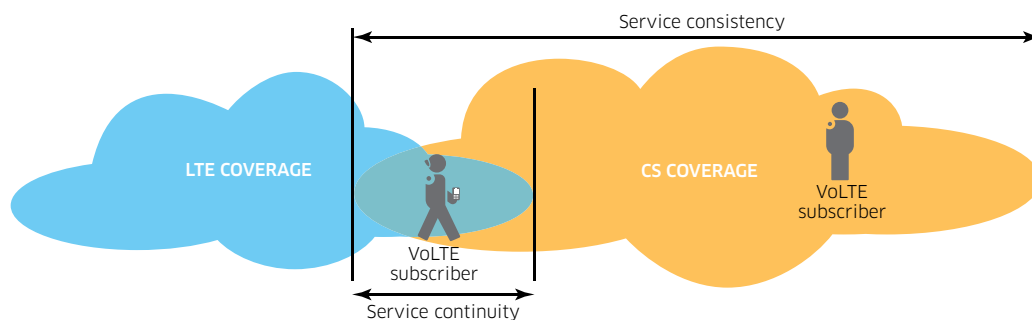 Service consistency
LTE COVERAGE
CS COVERAGE
VoLTE
subscriber
VoLTE
subscriber
Service continuity